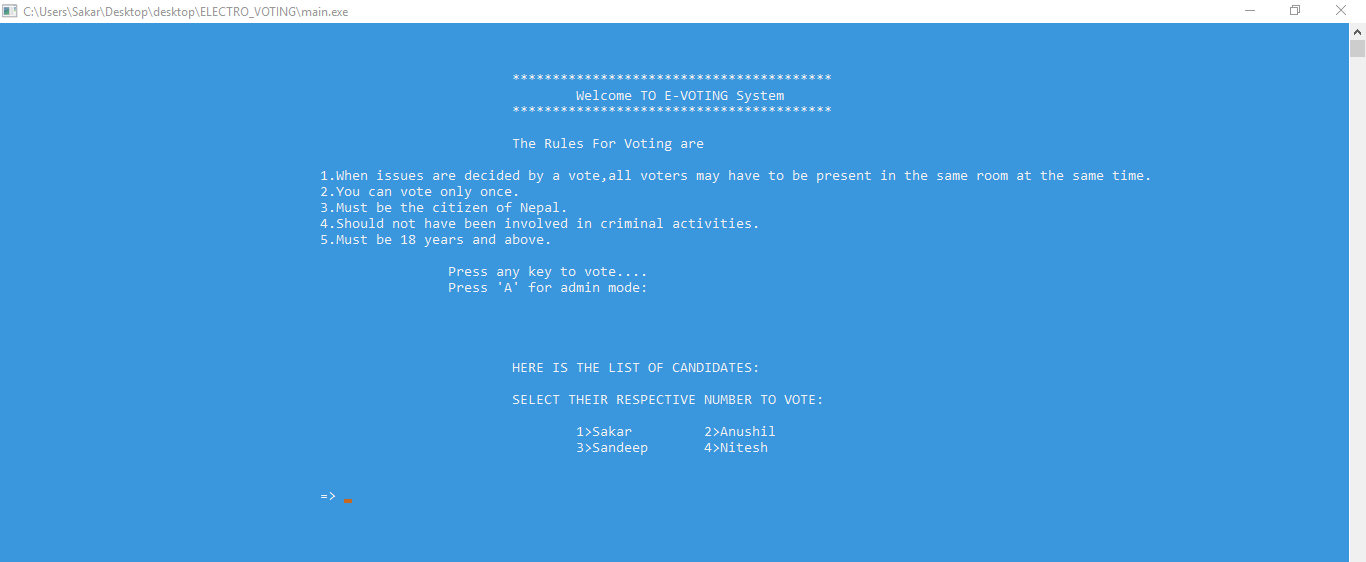 C:\Users\Sakar\Desktop\desktop\ELECTRO_VOTING\main.exe
****************************************
Welcome TO E-VOTING System
****************************************
The Rules For Voting are
1.When issues are decided by a vote,all voters may have to be present in the same room at the same time.
2.You can vote only once.
3.Must be the citizen of Nepal.
4.Should not have been involved in criminal activities.
5.Must be 18 years and above.
Press any key to vote....
Press 'A' for admin mode:
HERE IS THE LIST OF CANDIDATES:
SELECT THEIR RESPECTIVE NUMBER TO VOTE:
1>Sakar 2>Anushil
3>Sandeep 4>Nitesh
=> _